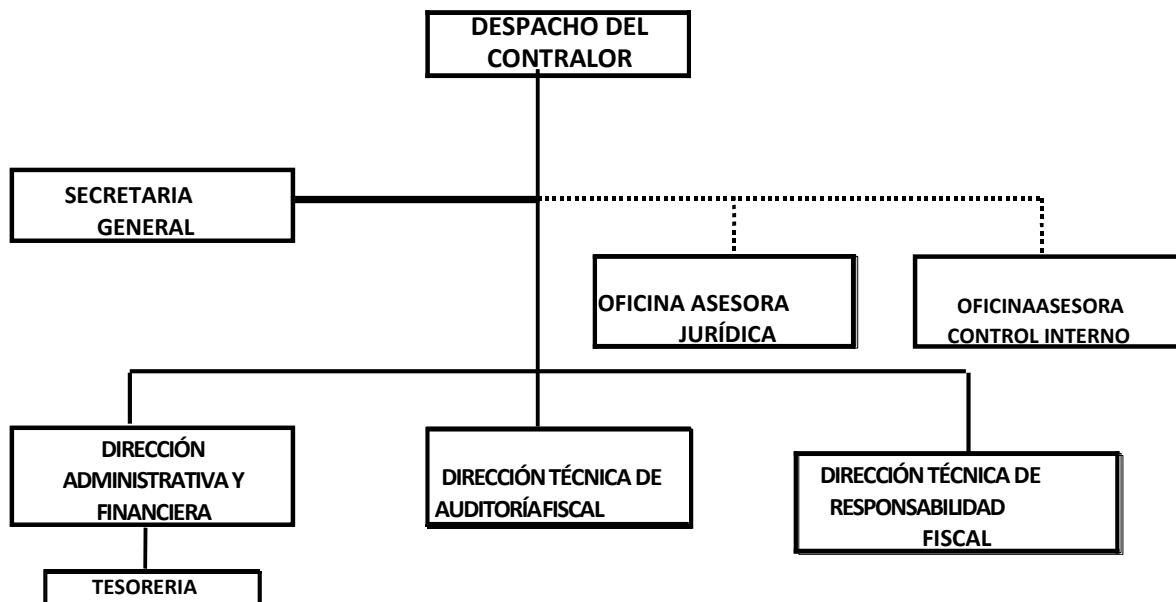 DESPACHO DEL
CONTRALOR
SECRETARIA
GENERAL
OFICINA ASESORA
JURÍDICA
OFICINAASESORA
CONTROL INTERNO
DIRECCIÓN
ADMINISTRATIVA Y
FINANCIERA
DIRECCIÓN TÉCNICA DE
AUDITORÍAFISCAL
DIRECCIÓN TÉCNICA DE
RESPONSABILIDAD
FISCAL
TESORERIA